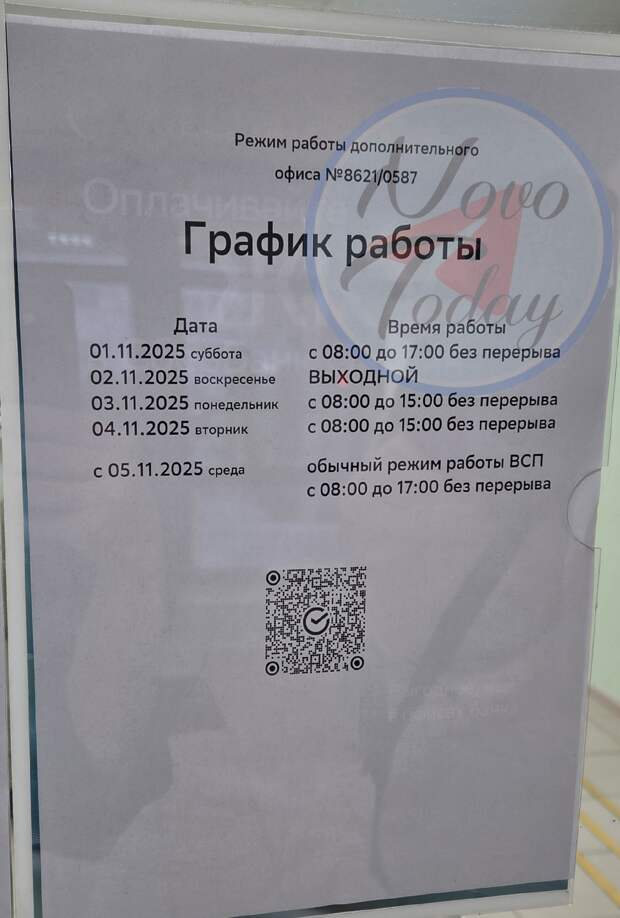 Режим работы дополнительного
офиса №8621/0587
График работы
Дата Время работы
01.11.2025 суббота с 08:00 до 17:00 без перерыва
02.11.2025 воскресенье ВЫХОДНОЙ
03.11.2025 понедельник с 08:00 до 15:00 без перерыва
04.11.2025 вторник с 08:00 до 15:00 без перерыва
с 05.11.2025 среда обычный режим работы ВСП
с 08:00 до 17:00 без перерыва
Novo
Today